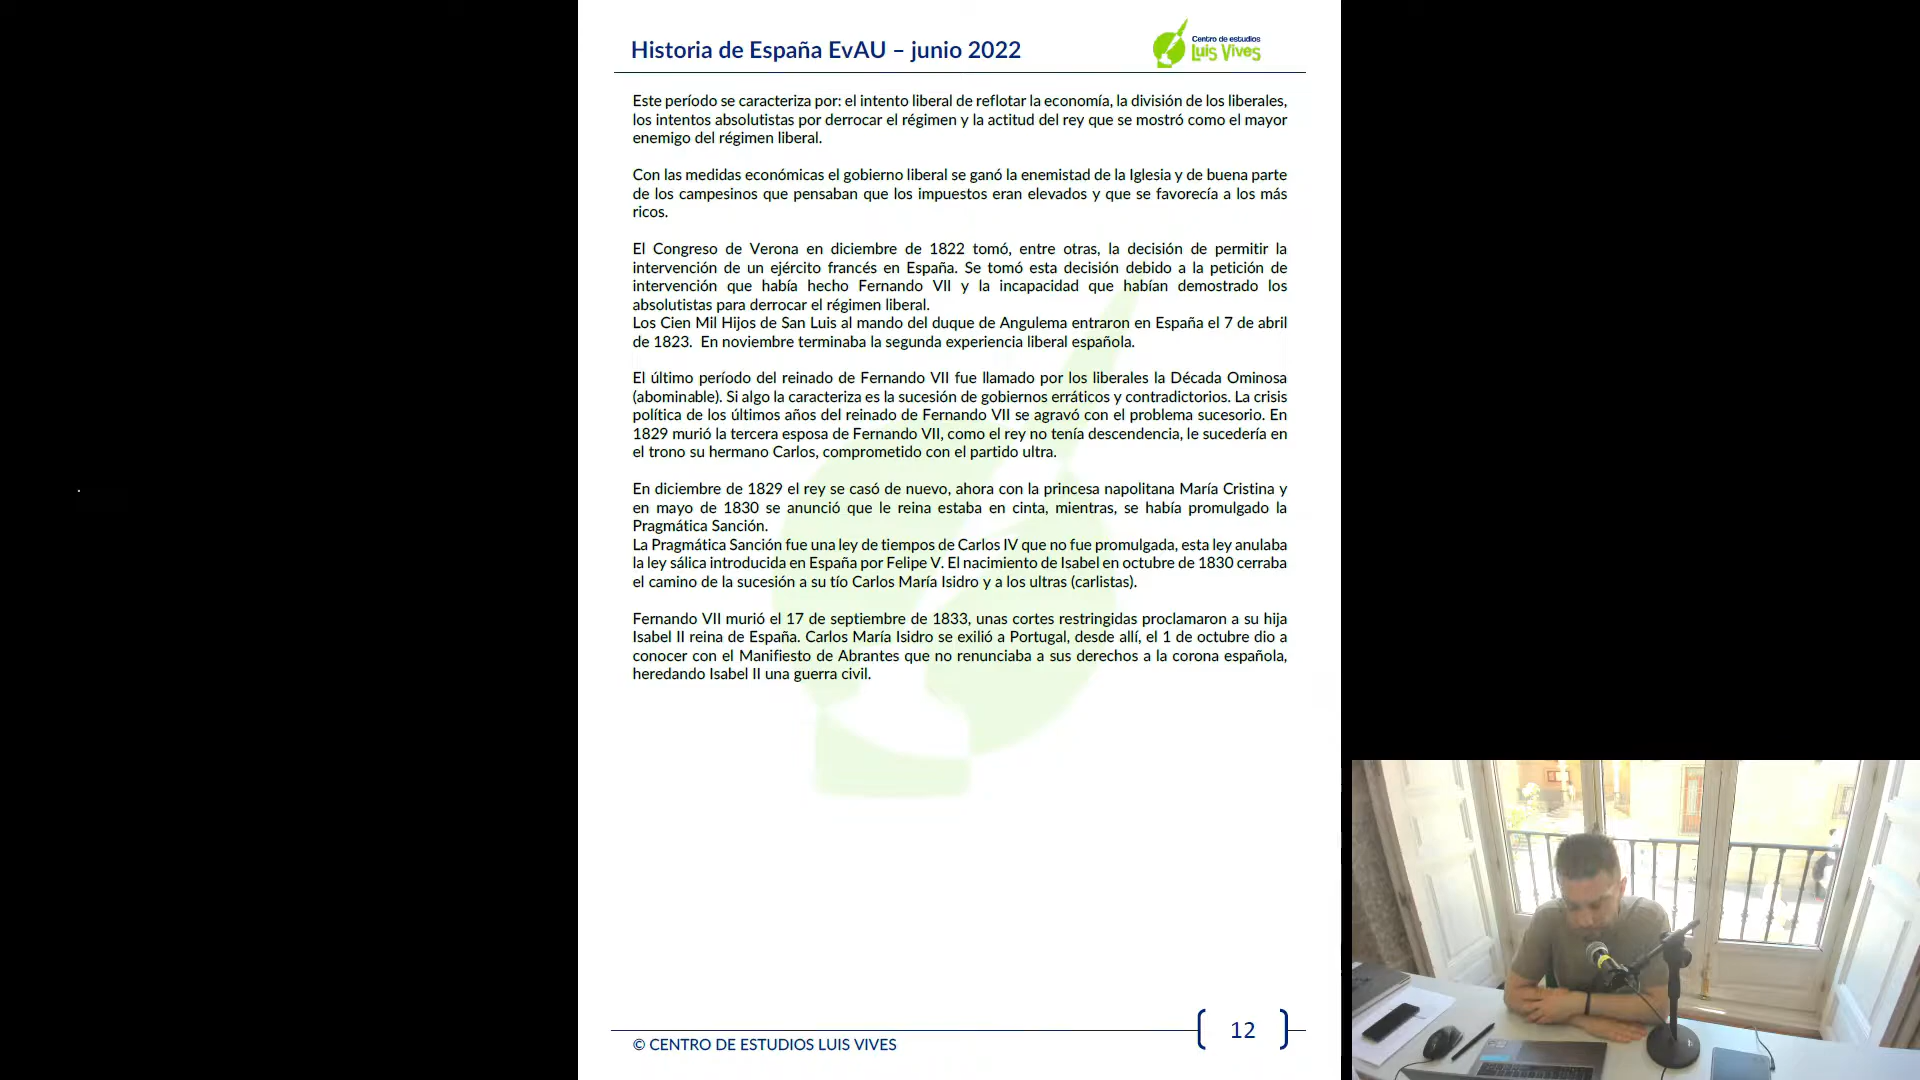 Historia de España EvAU – junio 2022
Centro de estudios
Luis Vives
Este período se caracteriza por: el intento liberal de reflotar la economía, la división de los liberales,
los intentos absolutistas por derrocar el régimen y la actitud del rey que se mostró como el mayor
enemigo del régimen liberal.
Con las medidas económicas el gobierno liberal se ganó la enemistad de la Iglesia y de buena parte
de los campesinos que pensaban que los impuestos eran elevados y que se favorecía a los más
ricos.
El Congreso de Verona en diciembre de 1822 tomó, entre otras, la decisión de permitir la
intervención de un ejército francés en España. Se tomó esta decisión debido a la petición de
intervención que había hecho Fernando VII y la incapacidad que habían demostrado los
absolutistas para derrocar el régimen liberal.
Los Cien Mil Hijos de San Luis al mando del duque de Angulema entraron en España el 7 de abril
de 1823. En noviembre terminaba la segunda experiencia liberal española.
El último período del reinado de Fernando VII fue llamado por los liberales la Década Ominosa
(abominable). Si algo la caracteriza es la sucesión de gobiernos erráticos y contradictorios. La crisis
política de los últimos años del reinado de Fernando VII se agravó con el problema sucesorio. En
1829 murió la tercera esposa de Fernando VII, como el rey no tenía descendencia, le sucedería en
el trono su hermano Carlos, comprometido con el partido ultra.
En diciembre de 1829 el rey se casó de nuevo, ahora con la princesa napolitana María Cristina y
en mayo de 1830 se anunció que le reina estaba en cinta, mientras, se había promulgado la
Pragmática Sanción.
La Pragmática Sanción fue una ley de tiempos de Carlos IV que no fue promulgada, esta ley anulaba
la ley sálica introducida en España por Felipe V. El nacimiento de Isabel en octubre de 1830 cerraba
el camino de la sucesión a su tío Carlos María Isidro y a los ultras (carlistas).
Fernando VII murió el 17 de septiembre de 1833, unas cortes restringidas proclamaron a su hija
Isabel II reina de España. Carlos María Isidro se exilió a Portugal, desde allí, el 1 de octubre dio a
conocer con el Manifiesto de Abrantes que no renunciaba a sus derechos a la corona española,
heredando Isabel II una guerra civil.
12
© CENTRO DE ESTUDIOS LUIS VIVES